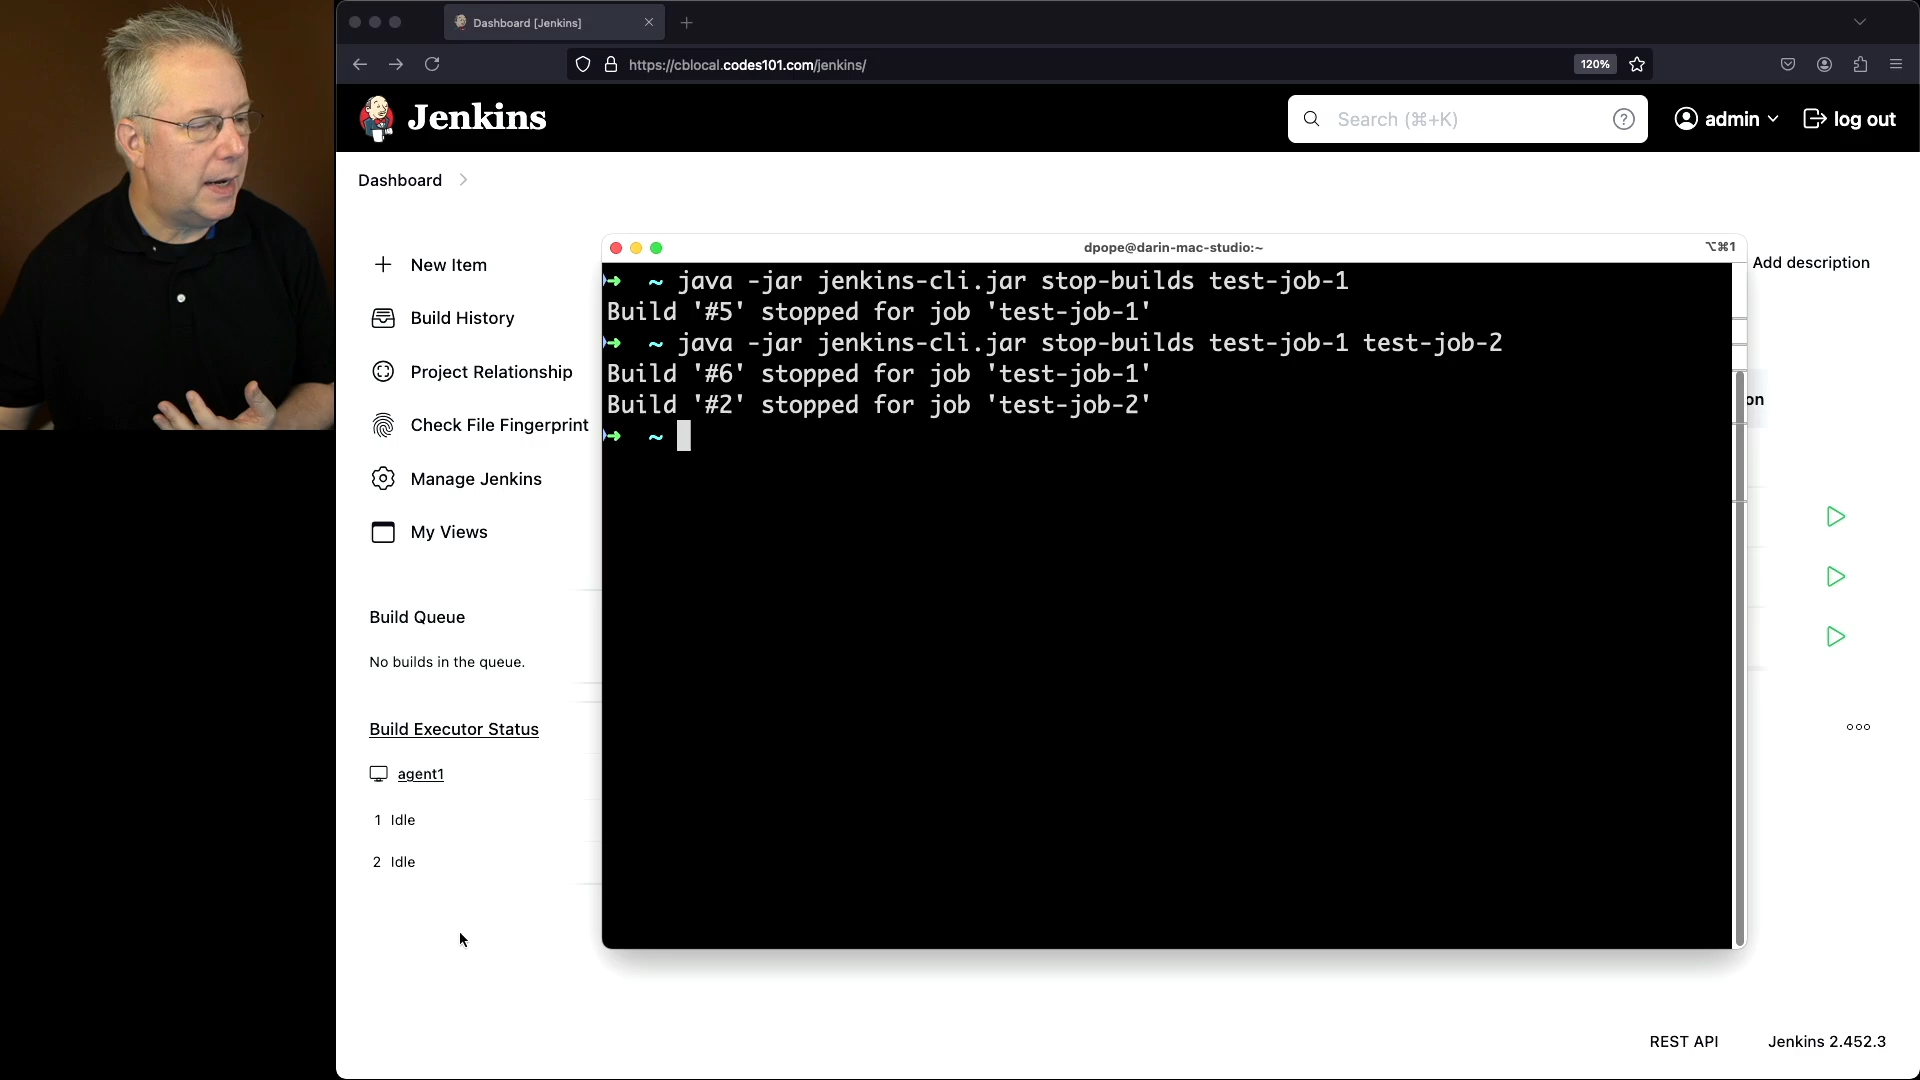 Dashboard [Jenkins]
https://cblocal.codes101.com/jenkins/
120%
Jenkins
Search (⌘+K)
admin
log out
Dashboard
New Item
Build History
Project Relationship
Check File Fingerprint
Manage Jenkins
My Views
Build Queue
No builds in the queue.
Build Executor Status
agent1
1 Idle
2 Idle
dpope@darin-mac-studio:~
⌥⌘1
➜ ~ java -jar jenkins-cli.jar stop-builds test-job-1
Build '#5' stopped for job 'test-job-1'
➜ ~ java -jar jenkins-cli.jar stop-builds test-job-1 test-job-2
Build '#6' stopped for job 'test-job-1'
Build '#2' stopped for job 'test-job-2'
➜ ~
Add description
on
REST API
Jenkins 2.452.3